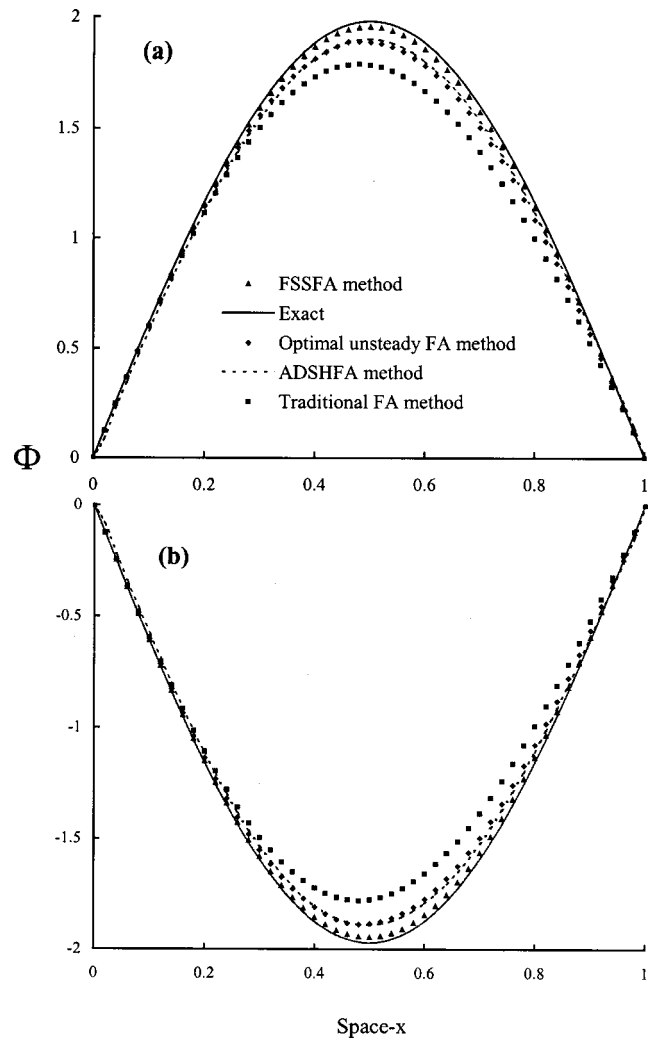 2
(a)
1.5
FSSFA method
Exact
1
Optimal unsteady FA method
ADSHFA method
Traditional FA method
0.5
Φ
0
0 0.2 0.4 0.6 0.8 1
0
(b)
-0.5
-1
-1.5
-2
0 0.2 0.4 0.6 0.8 1
Space-x